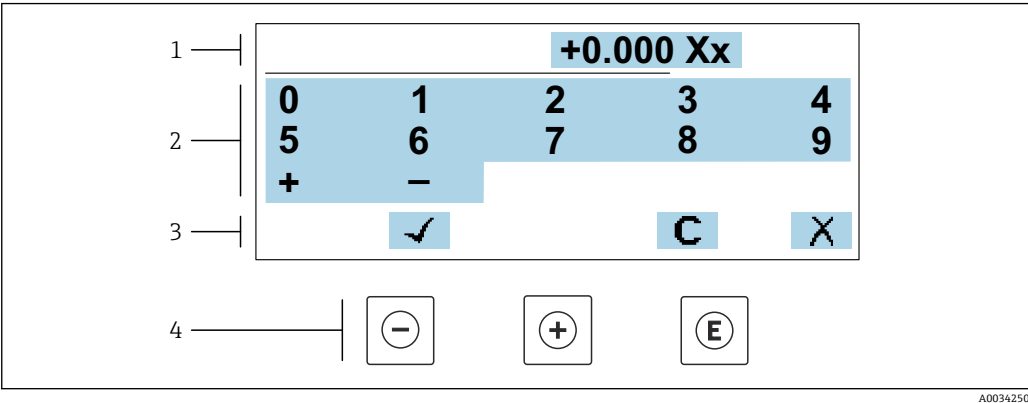 1 +0.000 Xx
0 1 2 3 4
2 5 6 7 8 9
+ –
3 ✓ C X
4 − + E
A0034250